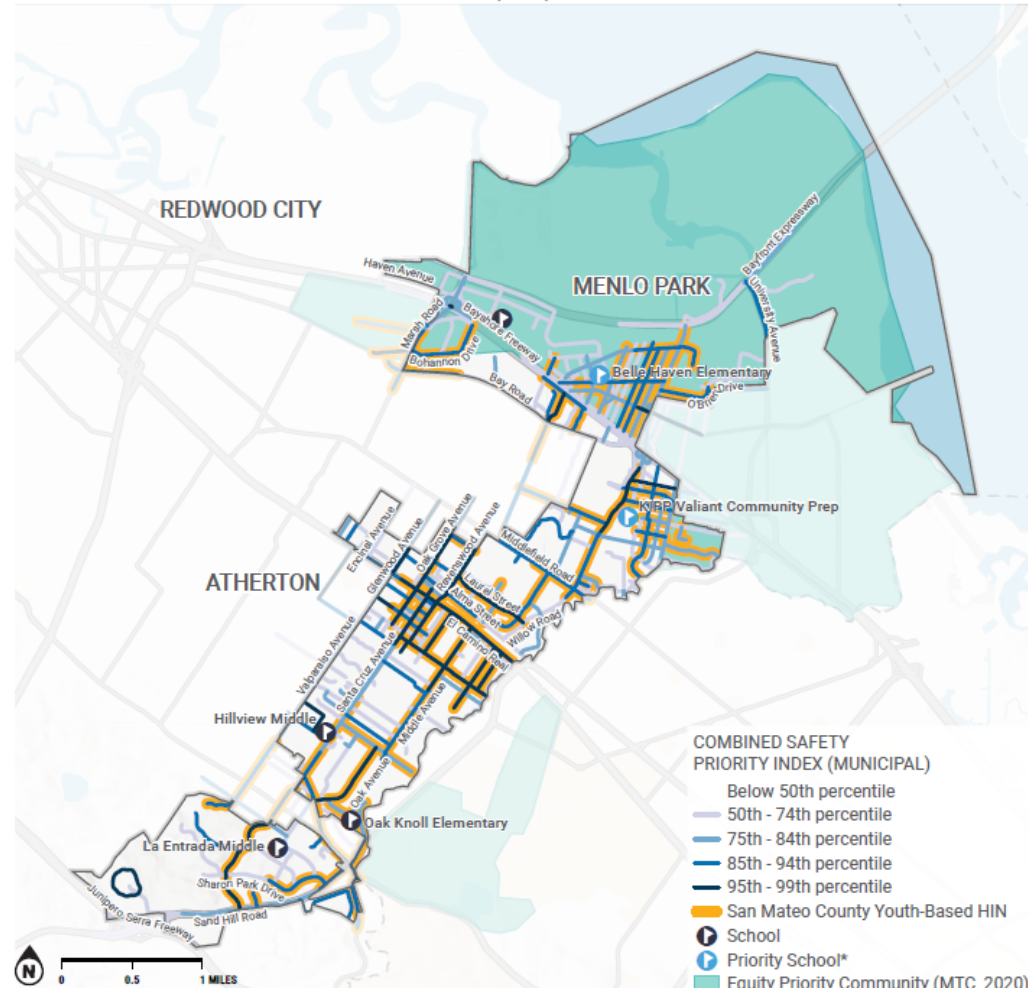 REDWOOD CITY
MENLO PARK
Haven Avenue
Bayfront Expressway
University Avenue
Marsh Road
Bayshore Freeway
Bohannon Drive
Bay Road
Belle Haven Elementary
O'Brien Drive
KIPP Valiant Community Prep
Encinal Avenue
Glenwood Avenue
Oak Grove Avenue
Ravenswood Avenue
Middlefield Road
ATHERTON
Laurel Street
Alma Street
Willow Road
El Camino Real
Valparaiso Avenue
Santa Cruz Avenue
Middle Avenue
Hillview Middle
Oak Avenue
Oak Knoll Elementary
La Entrada Middle
Sharon Park Drive
Sand Hill Road
Junipero Serra Freeway
N
0 0.5 1 MILES
COMBINED SAFETY
PRIORITY INDEX (MUNICIPAL)
Below 50th percentile
50th - 74th percentile
75th - 84th percentile
85th - 94th percentile
95th - 99th percentile
San Mateo County Youth-Based HIN
School
Priority School*
Equity Priority Community (MTC, 2020)